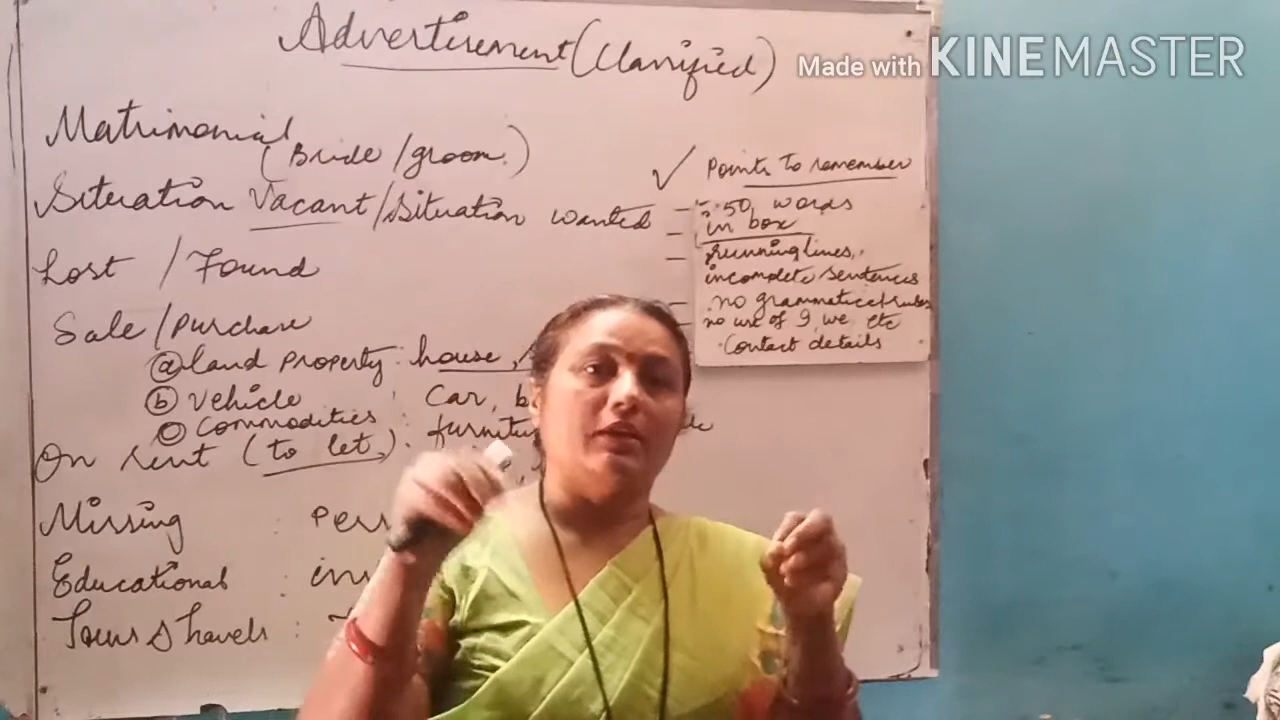 Advertisement (Classified)
Made with KINEMASTER
Matrimonial
(Bride/groom)
Situation Vacant/Situation wanted
Lost / Found
Sale/Purchase
(a) land property: house,
(b) vehicle : Car,
(c) Commodities :
On rent (to let) :
Missing :
Educational :
Tours & travels :
✓ Points to remember
- 50 words
- in box
- running lines,
incomplete sentences
- no grammatical rules
no use of I, we etc
Contact details